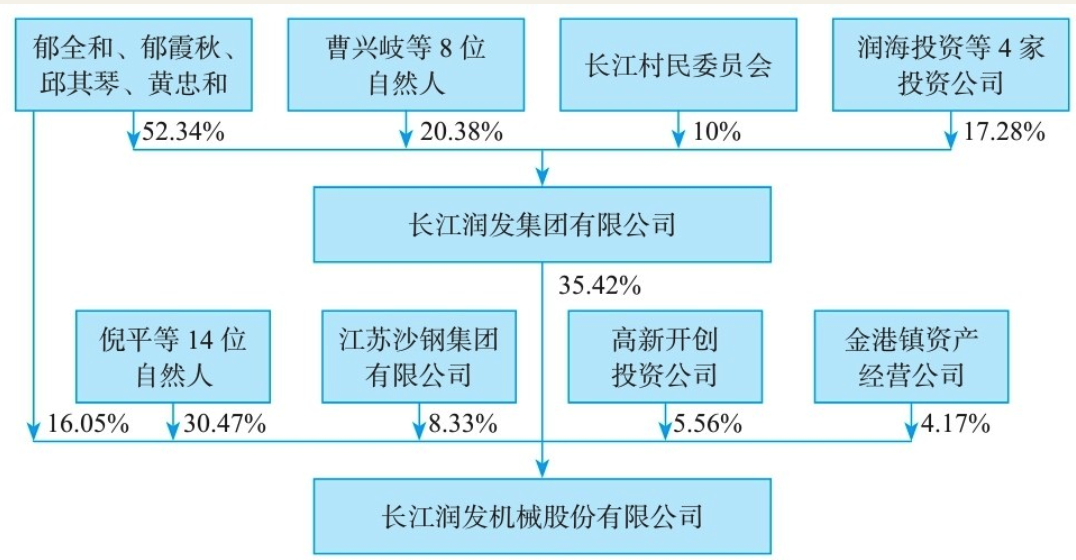 郁全和、郁霞秋、
邱其琴、黄忠和
曹兴岐等 8 位
自然人
长江村民委员会
润海投资等 4 家
投资公司
52.34%
20.38%
10%
17.28%
长江润发集团有限公司
35.42%
倪平等 14 位
自然人
江苏沙钢集团
有限公司
高新开创
投资公司
金港镇资产
经营公司
16.05%
30.47%
8.33%
5.56%
4.17%
长江润发机械股份有限公司